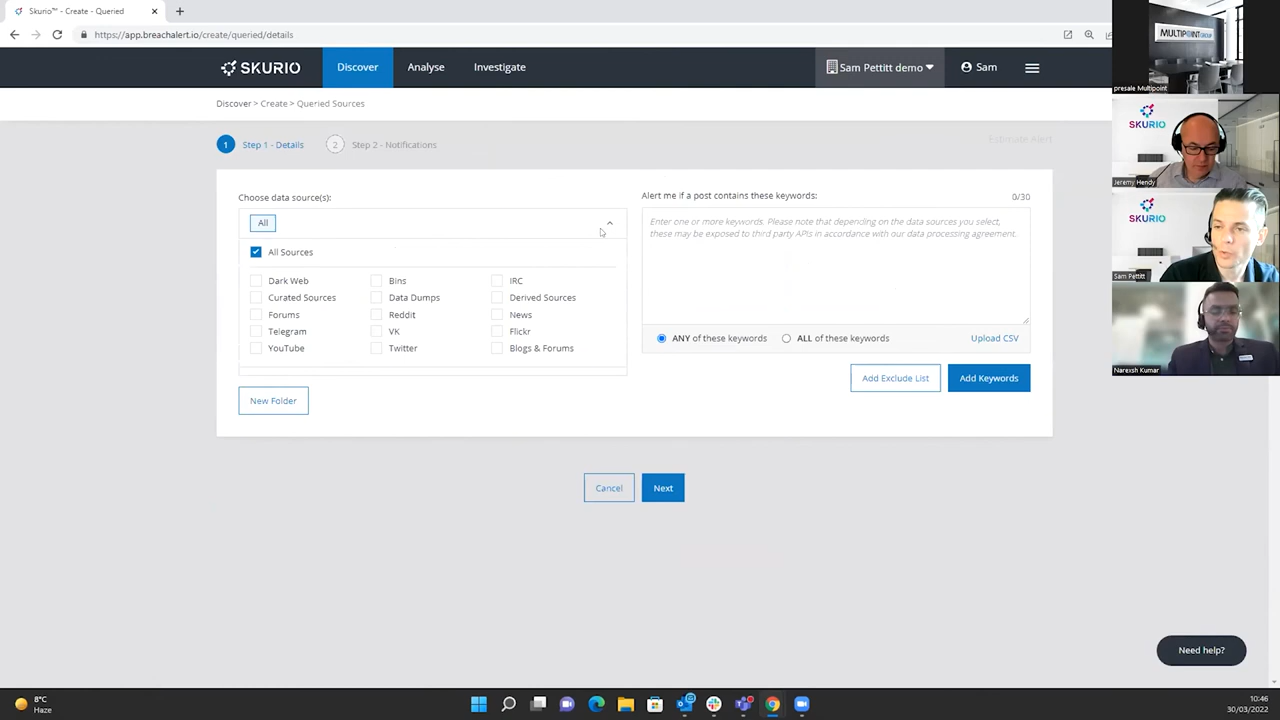 Skurio™ - Create - Queried
https://app.breachalert.io/create/queried/details
SKURIO
Discover
Analyse
Investigate
Sam Pettitt demo
Sam
Discover > Create > Queried Sources
1 Step 1 - Details
2 Step 2 - Notifications
Estimate Alert
Choose data source(s):
All
All Sources
Dark Web
Bins
IRC
Curated Sources
Data Dumps
Derived Sources
Forums
Reddit
News
Telegram
VK
Flickr
YouTube
Twitter
Blogs & Forums
New Folder
Alert me if a post contains these keywords:
0/30
Enter one or more keywords. Please note that depending on the data sources you select,
these may be exposed to third party APIs in accordance with our data processing agreement.
ANY of these keywords
ALL of these keywords
Upload CSV
Add Exclude List
Add Keywords
Cancel
Next
Need help?
MULTIPOINT GROUP
presale Multipoint
SKURIO
Jeremy Hendy
SKURIO
Sam Pettitt
Narexsh Kumar
8°C
Haze
10:46
30/03/2022